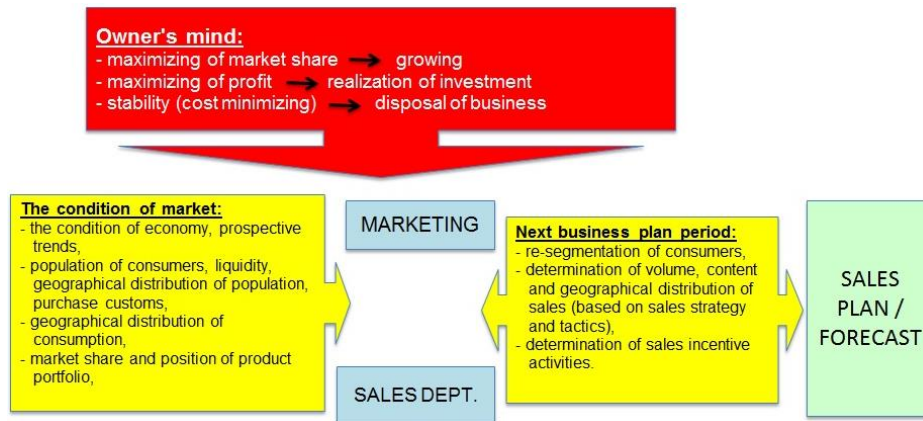 Owner's mind:
- maximizing of market share → growing
- maximizing of profit → realization of investment
- stability (cost minimizing) → disposal of business
The condition of market:
- the condition of economy, prospective
trends,
- population of consumers, liquidity,
geographical distribution of population,
purchase customs,
- geographical distribution of
consumption,
- market share and position of product
portfolio,
MARKETING
SALES DEPT.
Next business plan period:
- re-segmentation of consumers,
- determination of volume, content
and geographical distribution of
sales (based on sales strategy
and tactics),
- determination of sales incentive
activities.
SALES
PLAN /
FORECAST